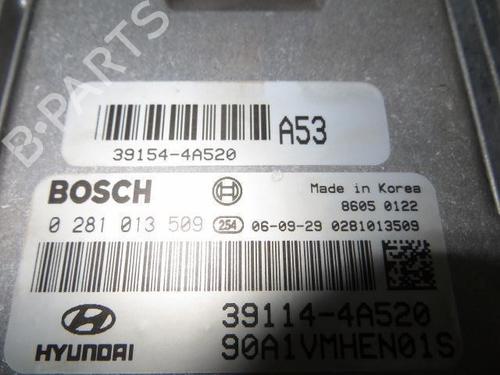 B-PARTS
A53
39154-4A520
BOSCH
Made in Korea
8605 0122
0 281 013 509 254 06-09-29 0281013509
HYUNDAI
39114-4A520
90A1VMHEN01S